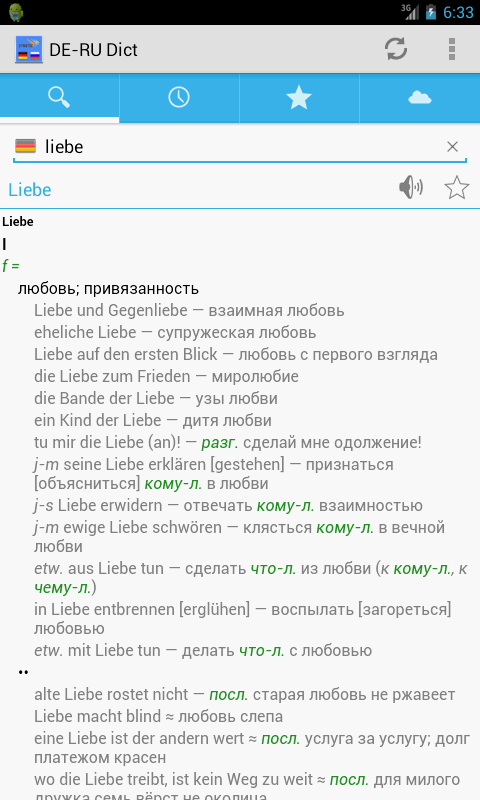 3G 6:33
DE-RU Dict
liebe
Liebe
Liebe
I
f =
любовь; привязанность
Liebe und Gegenliebe — взаимная любовь
eheliche Liebe — супружеская любовь
Liebe auf den ersten Blick — любовь с первого взгляда
die Liebe zum Frieden — миролюбие
die Bande der Liebe — узы любви
ein Kind der Liebe — дитя любви
tu mir die Liebe (an)! — разг. сделай мне одолжение!
j-m seine Liebe erklären [gestehen] — признаться
[объясниться] кому-л. в любви
j-s Liebe erwidern — отвечать кому-л. взаимностью
j-m ewige Liebe schwören — клясться кому-л. в вечной
любви
etw. aus Liebe tun — сделать что-л. из любви (к кому-л., к
чему-л.)
in Liebe entbrennen [erglühen] — воспылать [загореться]
любовью
etw. mit Liebe tun — делать что-л. с любовью
••
alte Liebe rostet nicht — посл. старая любовь не ржавеет
Liebe macht blind ≈ любовь слепа
eine Liebe ist der andern wert ≈ посл. услуга за услугу; долг
платежом красен
wo die Liebe treibt, ist kein Weg zu weit ≈ посл. для милого
дружка семь вёрст не околица